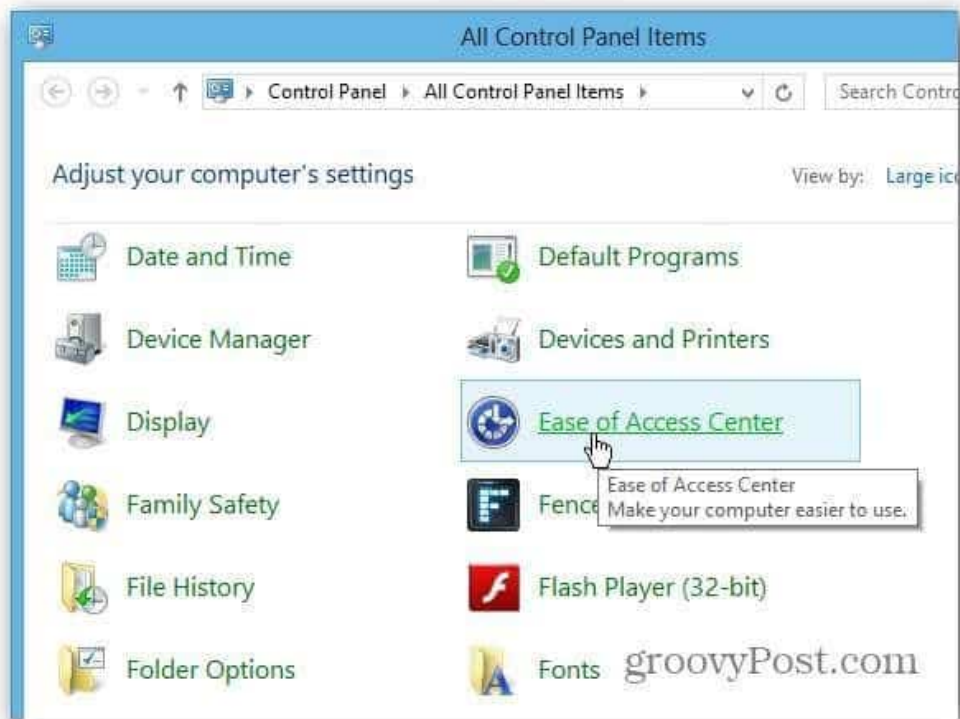 All Control Panel Items
Control Panel All Control Panel Items
Search Contro
Adjust your computer's settings
View by: Large ico
Date and Time
Default Programs
Device Manager
Devices and Printers
Display
Ease of Access Center
Ease of Access Center
Make your computer easier to use.
Family Safety
Fence
File History
Flash Player (32-bit)
Folder Options
Fonts
groovyPost.com